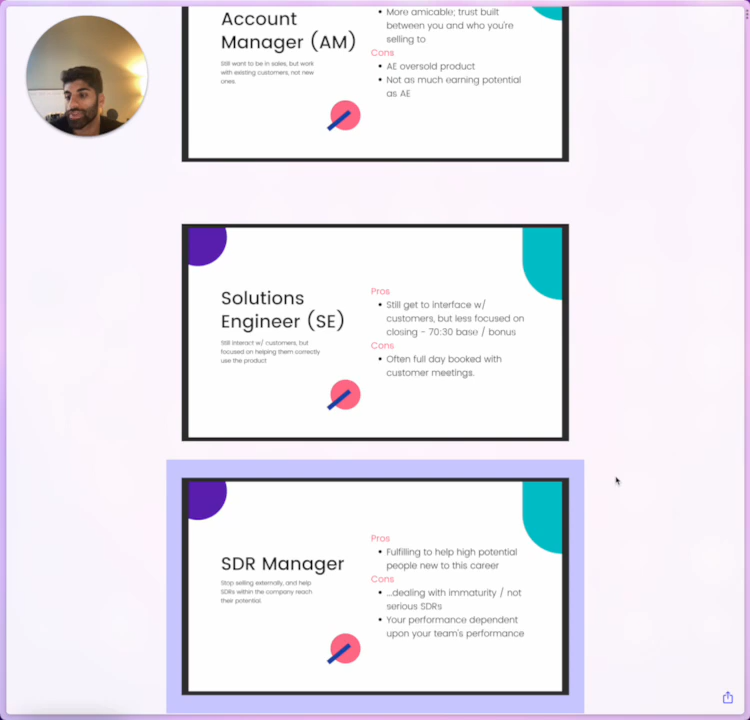 Account
Manager (AM)
Still want to be in sales, but work
with existing customers, not new
ones.
More amicable; trust built
between you and who you're
selling to
Cons
AE oversold product
Not as much earning potential
as AE
Solutions
Engineer (SE)
Still interact w/ customers, but
focused on helping them correctly
use the product
Pros
Still get to interface w/
customers, but less focused on
closing - 70:30 base / bonus
Cons
Often full day booked with
customer meetings.
SDR Manager
Stop selling externally, and help
SDRs within the company reach
their potential.
Pros
Fulfilling to help high potential
people new to this career
Cons
...dealing with immaturity / not
serious SDRs
Your performance dependent
upon your team's performance